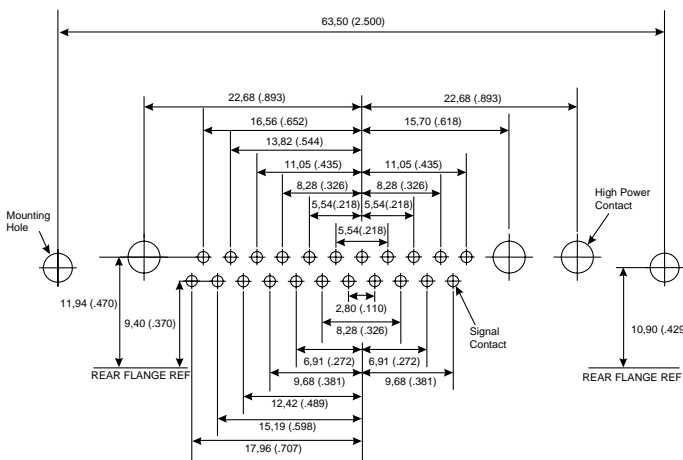 63,50 (2.500)
22,68 (.893) 22,68 (.893)
16,56 (.652) 15,70 (.618)
13,82 (.544)
11,05 (.435) 11,05 (.435)
8,28 (.326) 8,28 (.326)
5,54(.218) 5,54(.218)
5,54(.218)
High Power
Contact
Mounting
Hole
11,94 (.470)
9,40 (.370)
2,80 (.110)
8,28 (.326)
Signal
Contact
10,90 (.429
6,91 (.272) 6,91 (.272)
REAR FLANGE REF
9,68 (.381) 9,68 (.381)
REAR FLANGE REF
12,42 (.489)
15,19 (.598)
17,96 (.707)